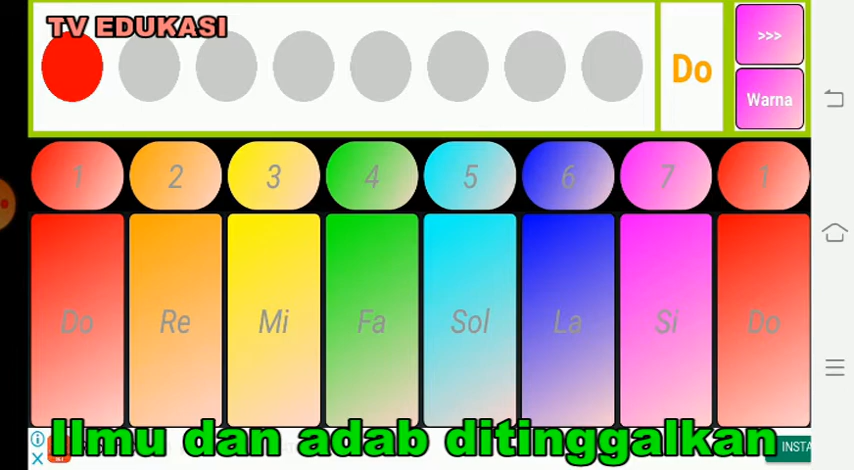 TV EDUKASI
Do
>>>
Warna
1 2 3 4 5 6 7 1
Do Re Mi Fa Sol La Si Do
Ilmu dan adab ditinggalkan
INSTA